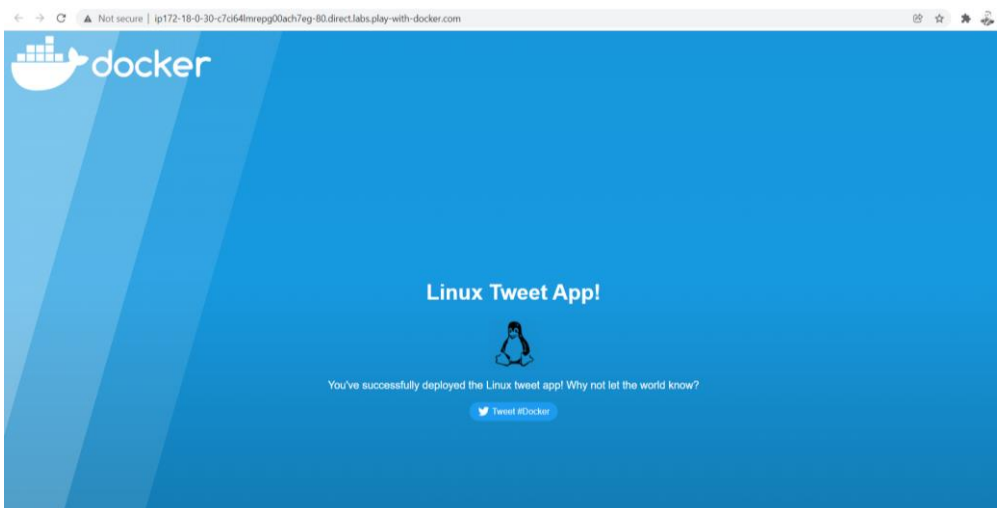 Not secure | ip172-18-0-30-c7ci64lmrepg00ach7eg-80.direct.labs.play-with-docker.com
docker
Linux Tweet App!
You've successfully deployed the Linux tweet app! Why not let the world know?
Tweet #Docker